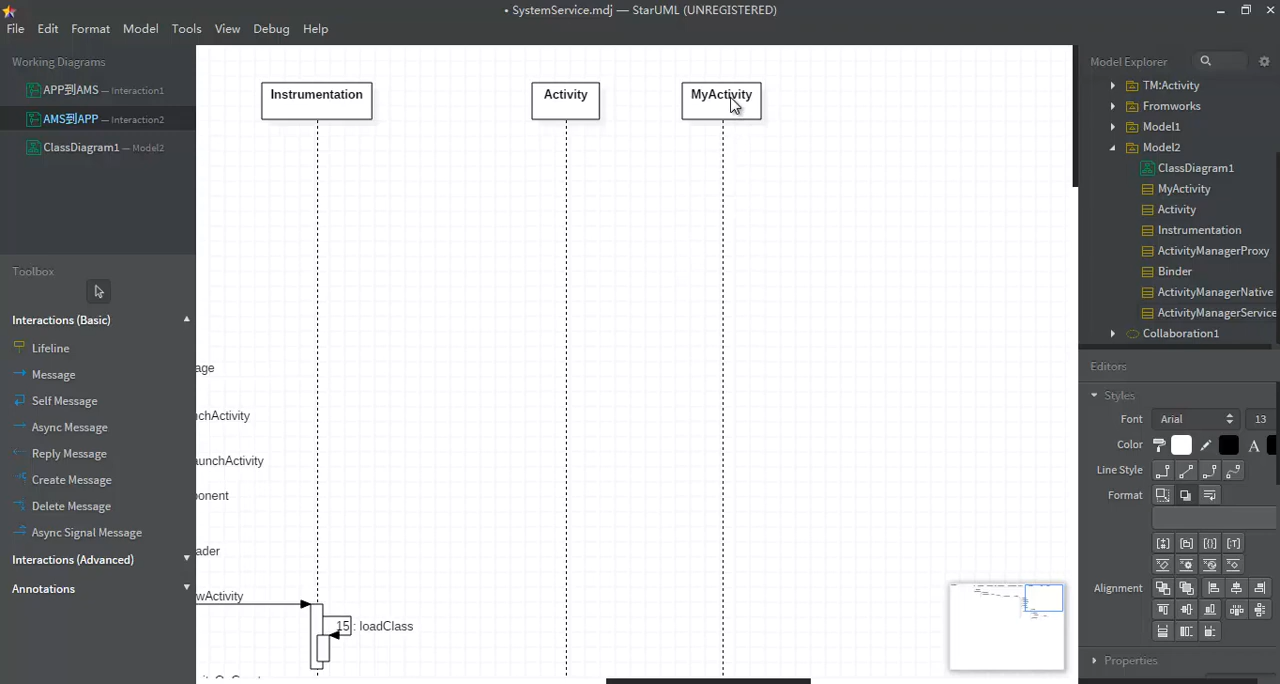 • SystemService.mdj — StarUML (UNREGISTERED)
File Edit Format Model Tools View Debug Help
Working Diagrams
APP到AMS — Interaction1
AMS到APP — Interaction2
ClassDiagram1 — Model2
Toolbox
Interactions (Basic)
Lifeline
Message
Self Message
Async Message
Reply Message
Create Message
Delete Message
Async Signal Message
Interactions (Advanced)
Annotations
Instrumentation
Activity
MyActivity
age
nchActivity
aunchActivity
ponent
ader
wActivity
15 : loadClass
Model Explorer
TM:Activity
Fromworks
Model1
Model2
ClassDiagram1
MyActivity
Activity
Instrumentation
ActivityManagerProxy
Binder
ActivityManagerNative
ActivityManagerService
Collaboration1
Editors
Styles
Font Arial 13
Color A
Line Style
Format
Alignment
Properties